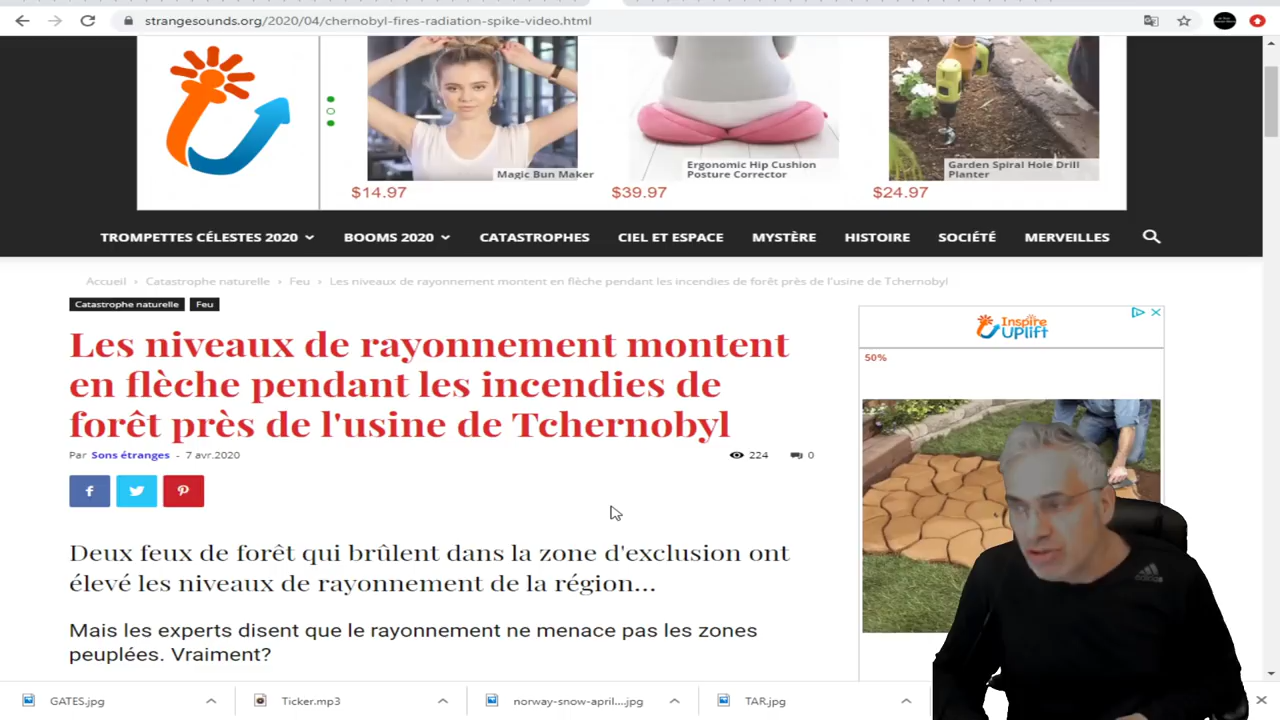 strangesounds.org/2020/04/chernobyl-fires-radiation-spike-video.html
Magic Bun Maker
$14.97
Ergonomic Hip Cushion
Posture Corrector
$39.97
Garden Spiral Hole Drill
Planter
$24.97
TROMPETTES CÉLESTES 2020 BOOMS 2020 CATASTROPHES CIEL ET ESPACE MYSTÈRE HISTOIRE SOCIÉTÉ MERVEILLES
Accueil › Catastrophe naturelle › Feu › Les niveaux de rayonnement montent en flèche pendant les incendies de forêt près de l'usine de Tchernobyl
Catastrophe naturelle Feu
Les niveaux de rayonnement montent
en flèche pendant les incendies de
forêt près de l'usine de Tchernobyl
Par Sons étranges - 7 avr.2020 224 0
Deux feux de forêt qui brûlent dans la zone d'exclusion ont
élevé les niveaux de rayonnement de la région...
Mais les experts disent que le rayonnement ne menace pas les zones
peuplées. Vraiment?
Inspire
Uplift
50%
adidas
GATES.jpg Ticker.mp3 norway-snow-april....jpg TAR.jpg